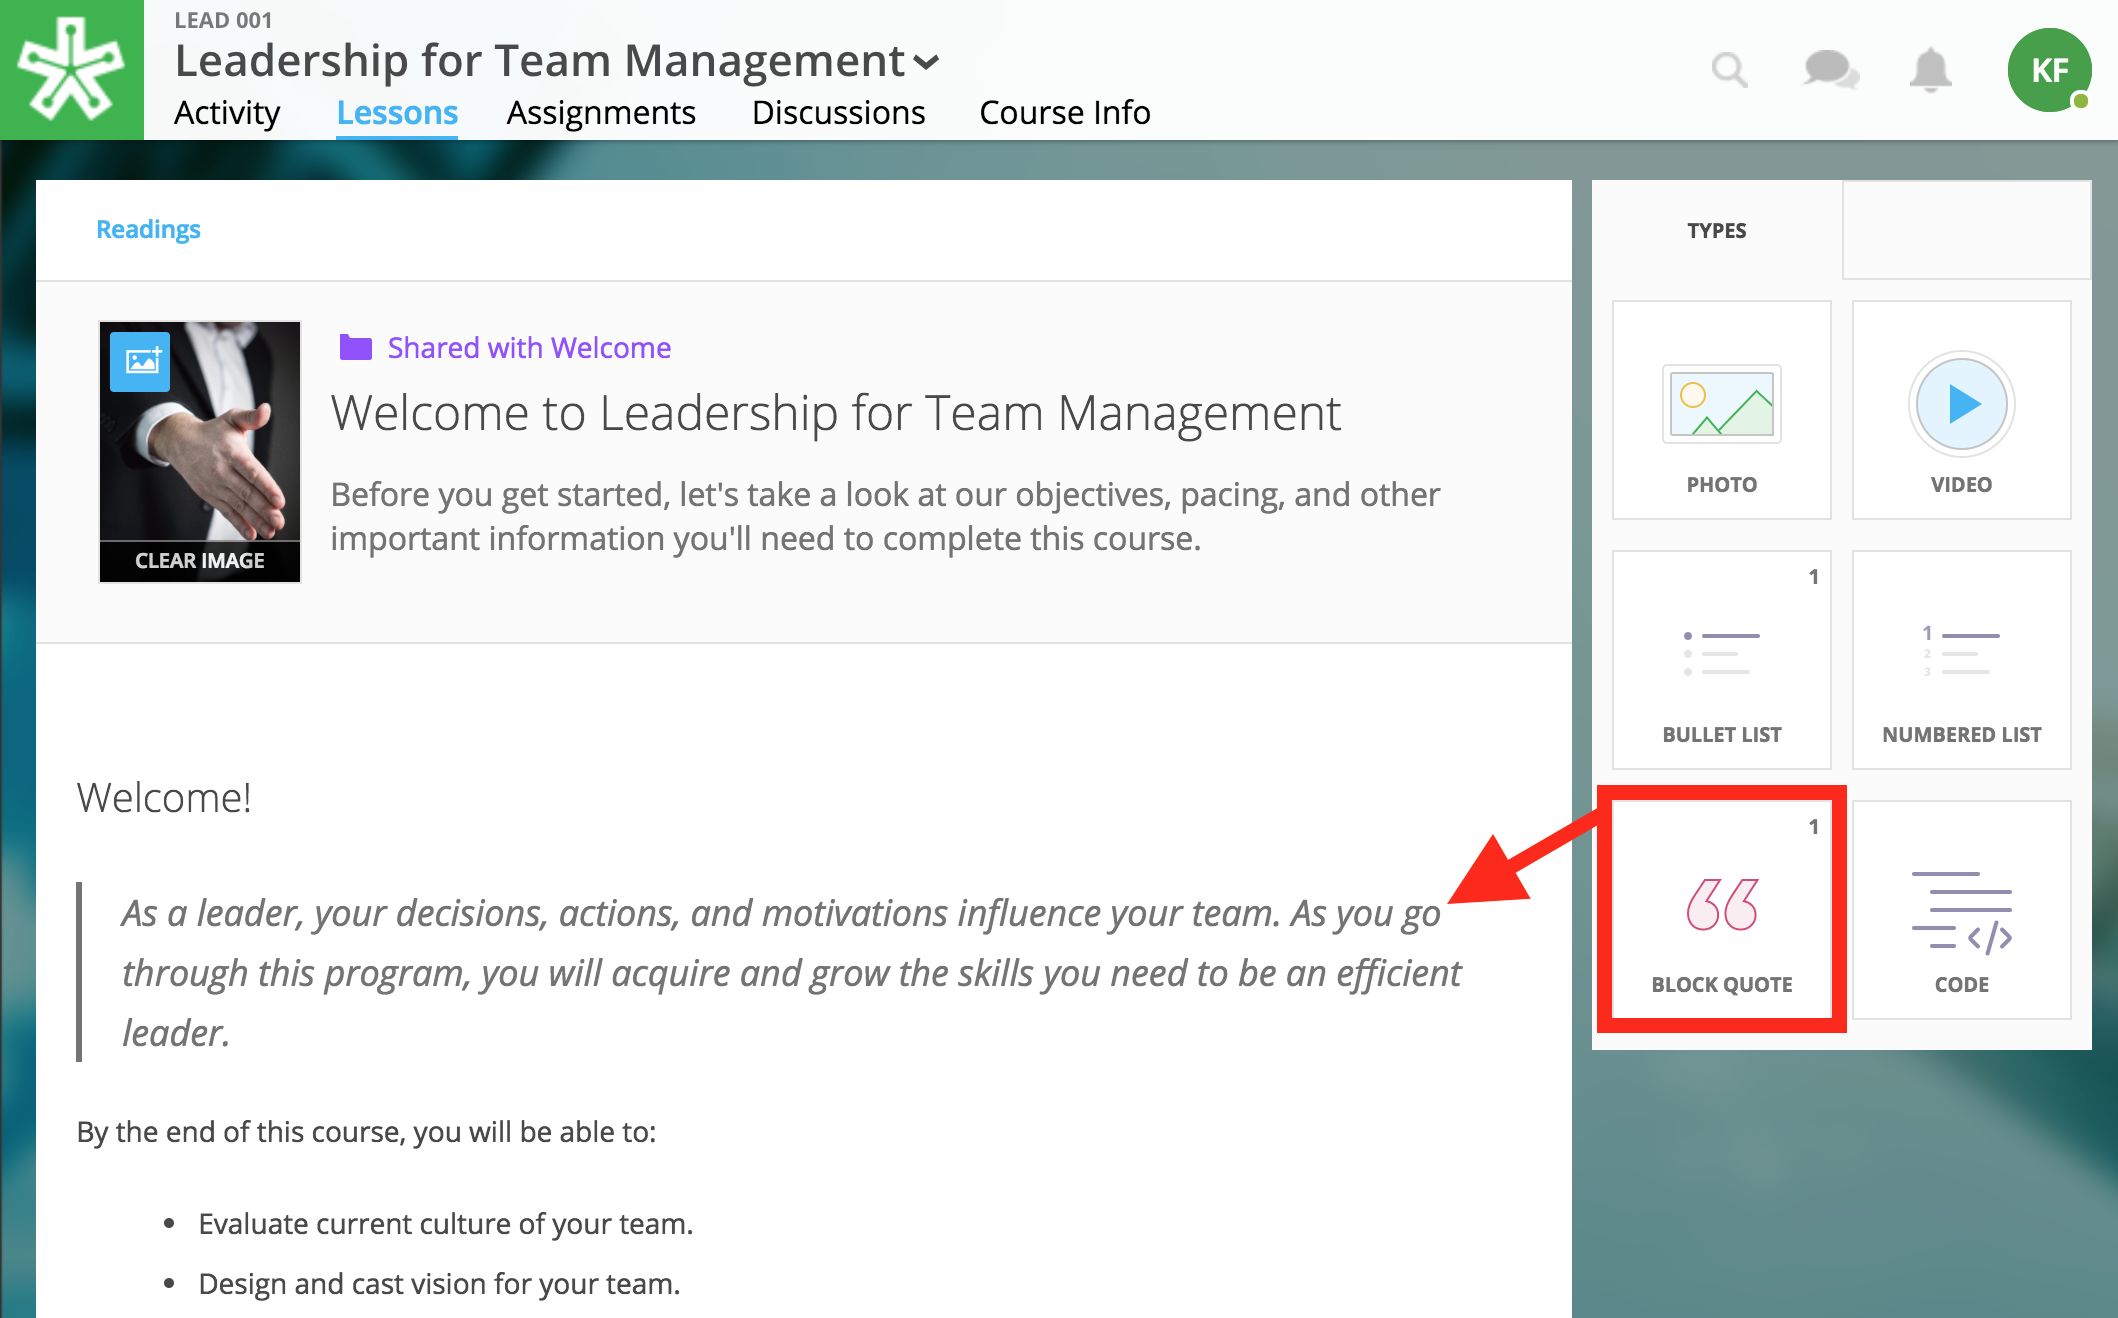 LEAD 001
Leadership for Team Management
Activity Lessons Assignments Discussions Course Info
KF
Readings
Shared with Welcome
Welcome to Leadership for Team Management
Before you get started, let's take a look at our objectives, pacing, and other
important information you'll need to complete this course.
CLEAR IMAGE
Welcome!
As a leader, your decisions, actions, and motivations influence your team. As you go
through this program, you will acquire and grow the skills you need to be an efficient
leader.
By the end of this course, you will be able to:
• Evaluate current culture of your team.
• Design and cast vision for your team.
TYPES
PHOTO
VIDEO
1
BULLET LIST
1
2
3
NUMBERED LIST
1
BLOCK QUOTE
</>
CODE